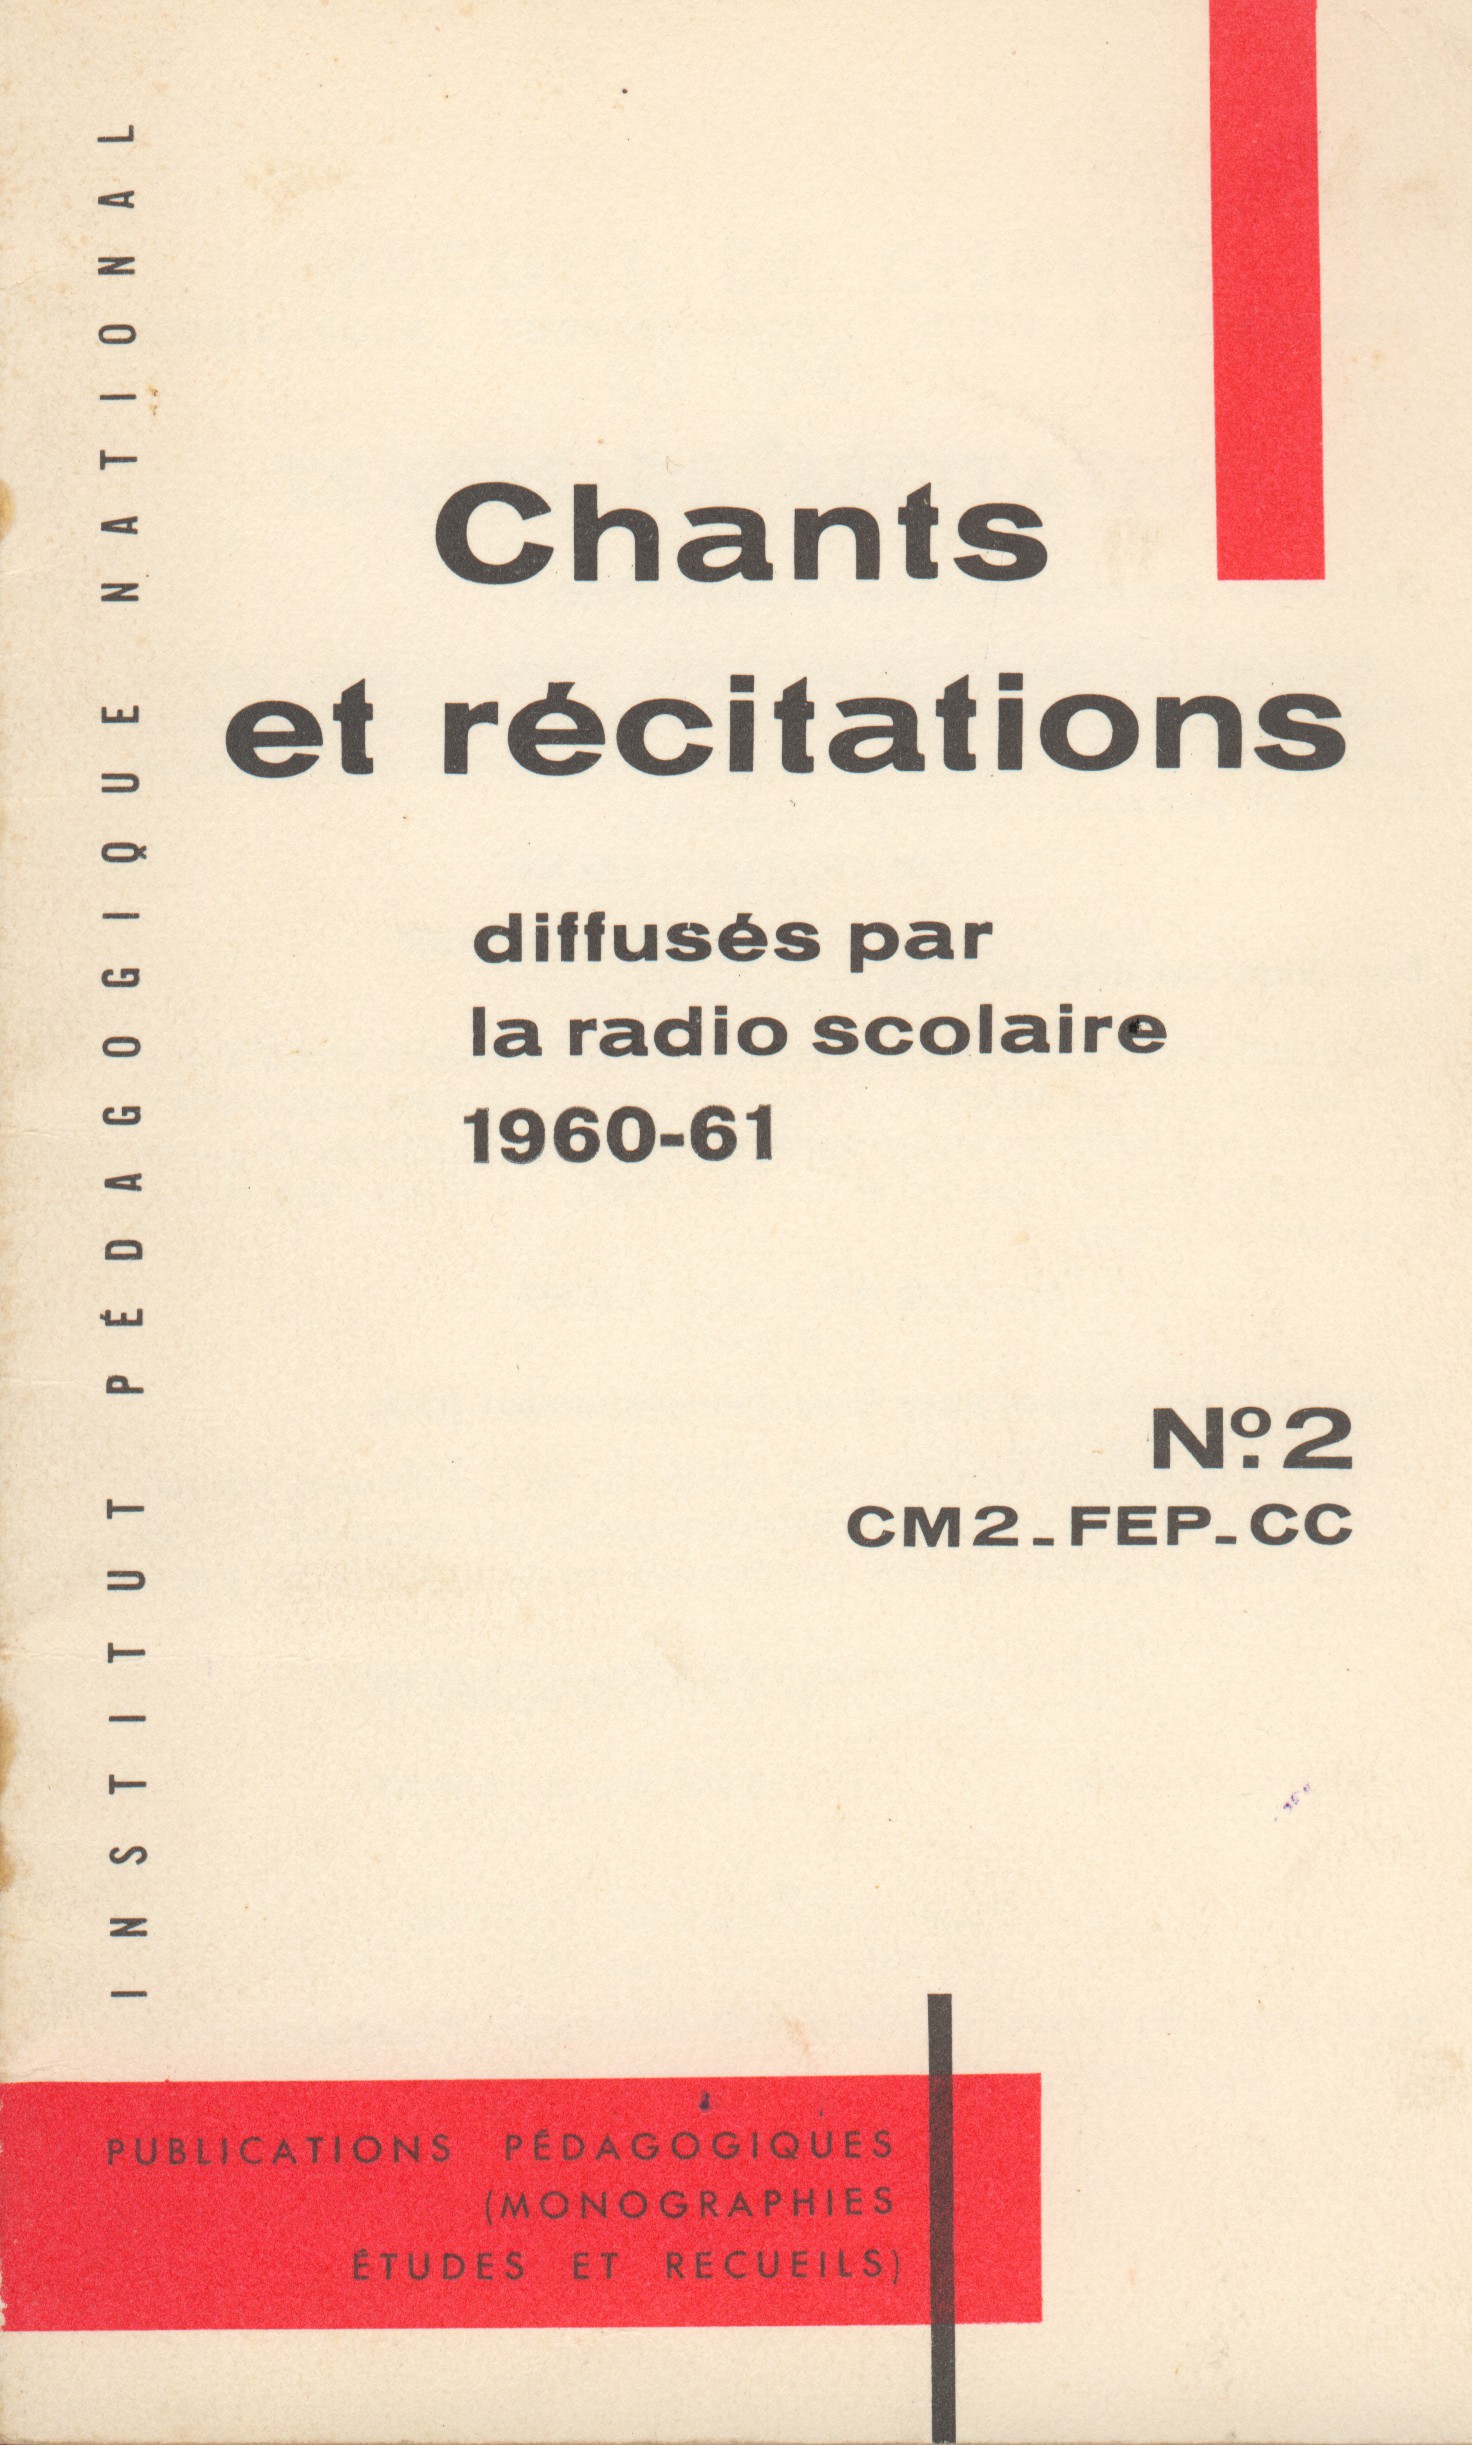 INSTITUT PÉDAGOGIQUE NATIONAL
Chants
et récitations
diffusés par
la radio scolaire
1960-61
Nº.2
CM2-FEP-CC
PUBLICATIONS PÉDAGOGIQUES
(MONOGRAPHIES
ÉTUDES ET RECUEILS)